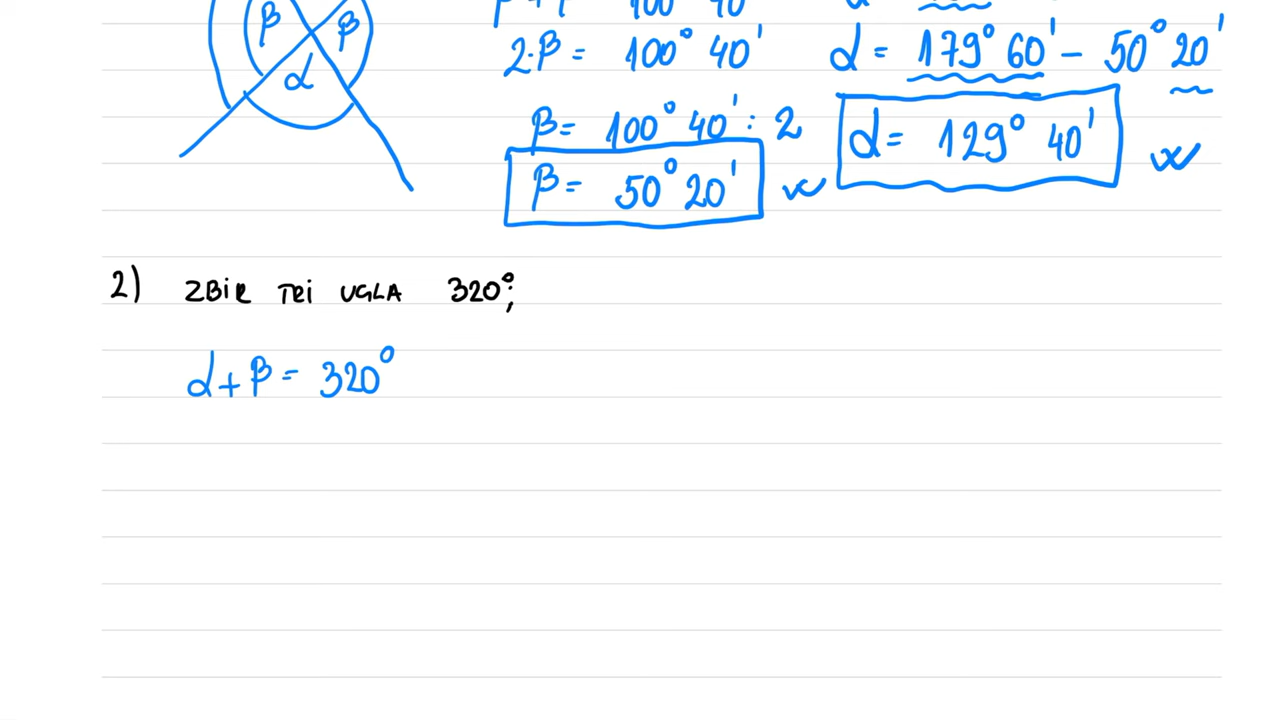 β β
α
2·β = 100° 40'
β = 100° 40' : 2
β = 50° 20'
α = 179° 60' - 50° 20'
α = 129° 40'
2) ZBIR TRI UGLA 320°;
α + β = 320°